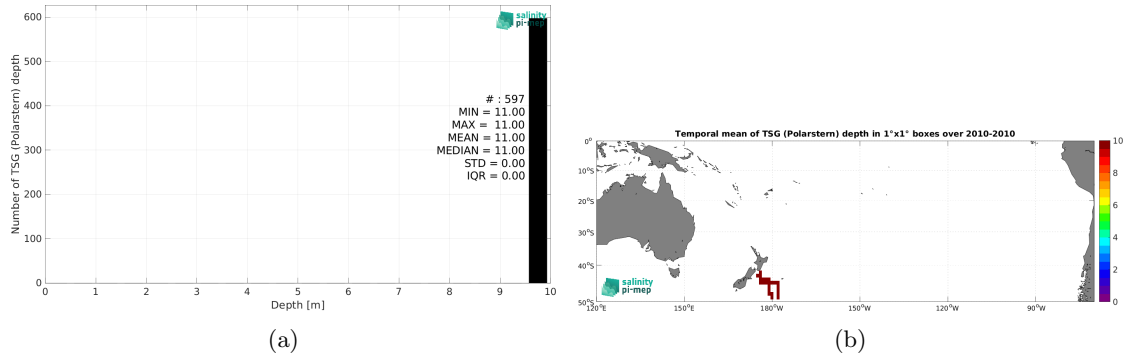 Number of TSG (Polarstern) depth
600
500
400
300
200
100
0
salinity
pi-mep
# : 597
MIN = 11.00
MAX = 11.00
MEAN = 11.00
MEDIAN = 11.00
STD = 0.00
IQR = 0.00
0 1 2 3 4 5 6 7 8 9 10
Depth [m]
(a)
Temporal mean of TSG (Polarstern) depth in 1°x1° boxes over 2010-2010
0°
10°S
20°S
30°S
40°S
50°S
120°E 150°E 180°W 150°W 120°W 90°W
salinity
pi-mep
10
8
6
4
2
0
(b)